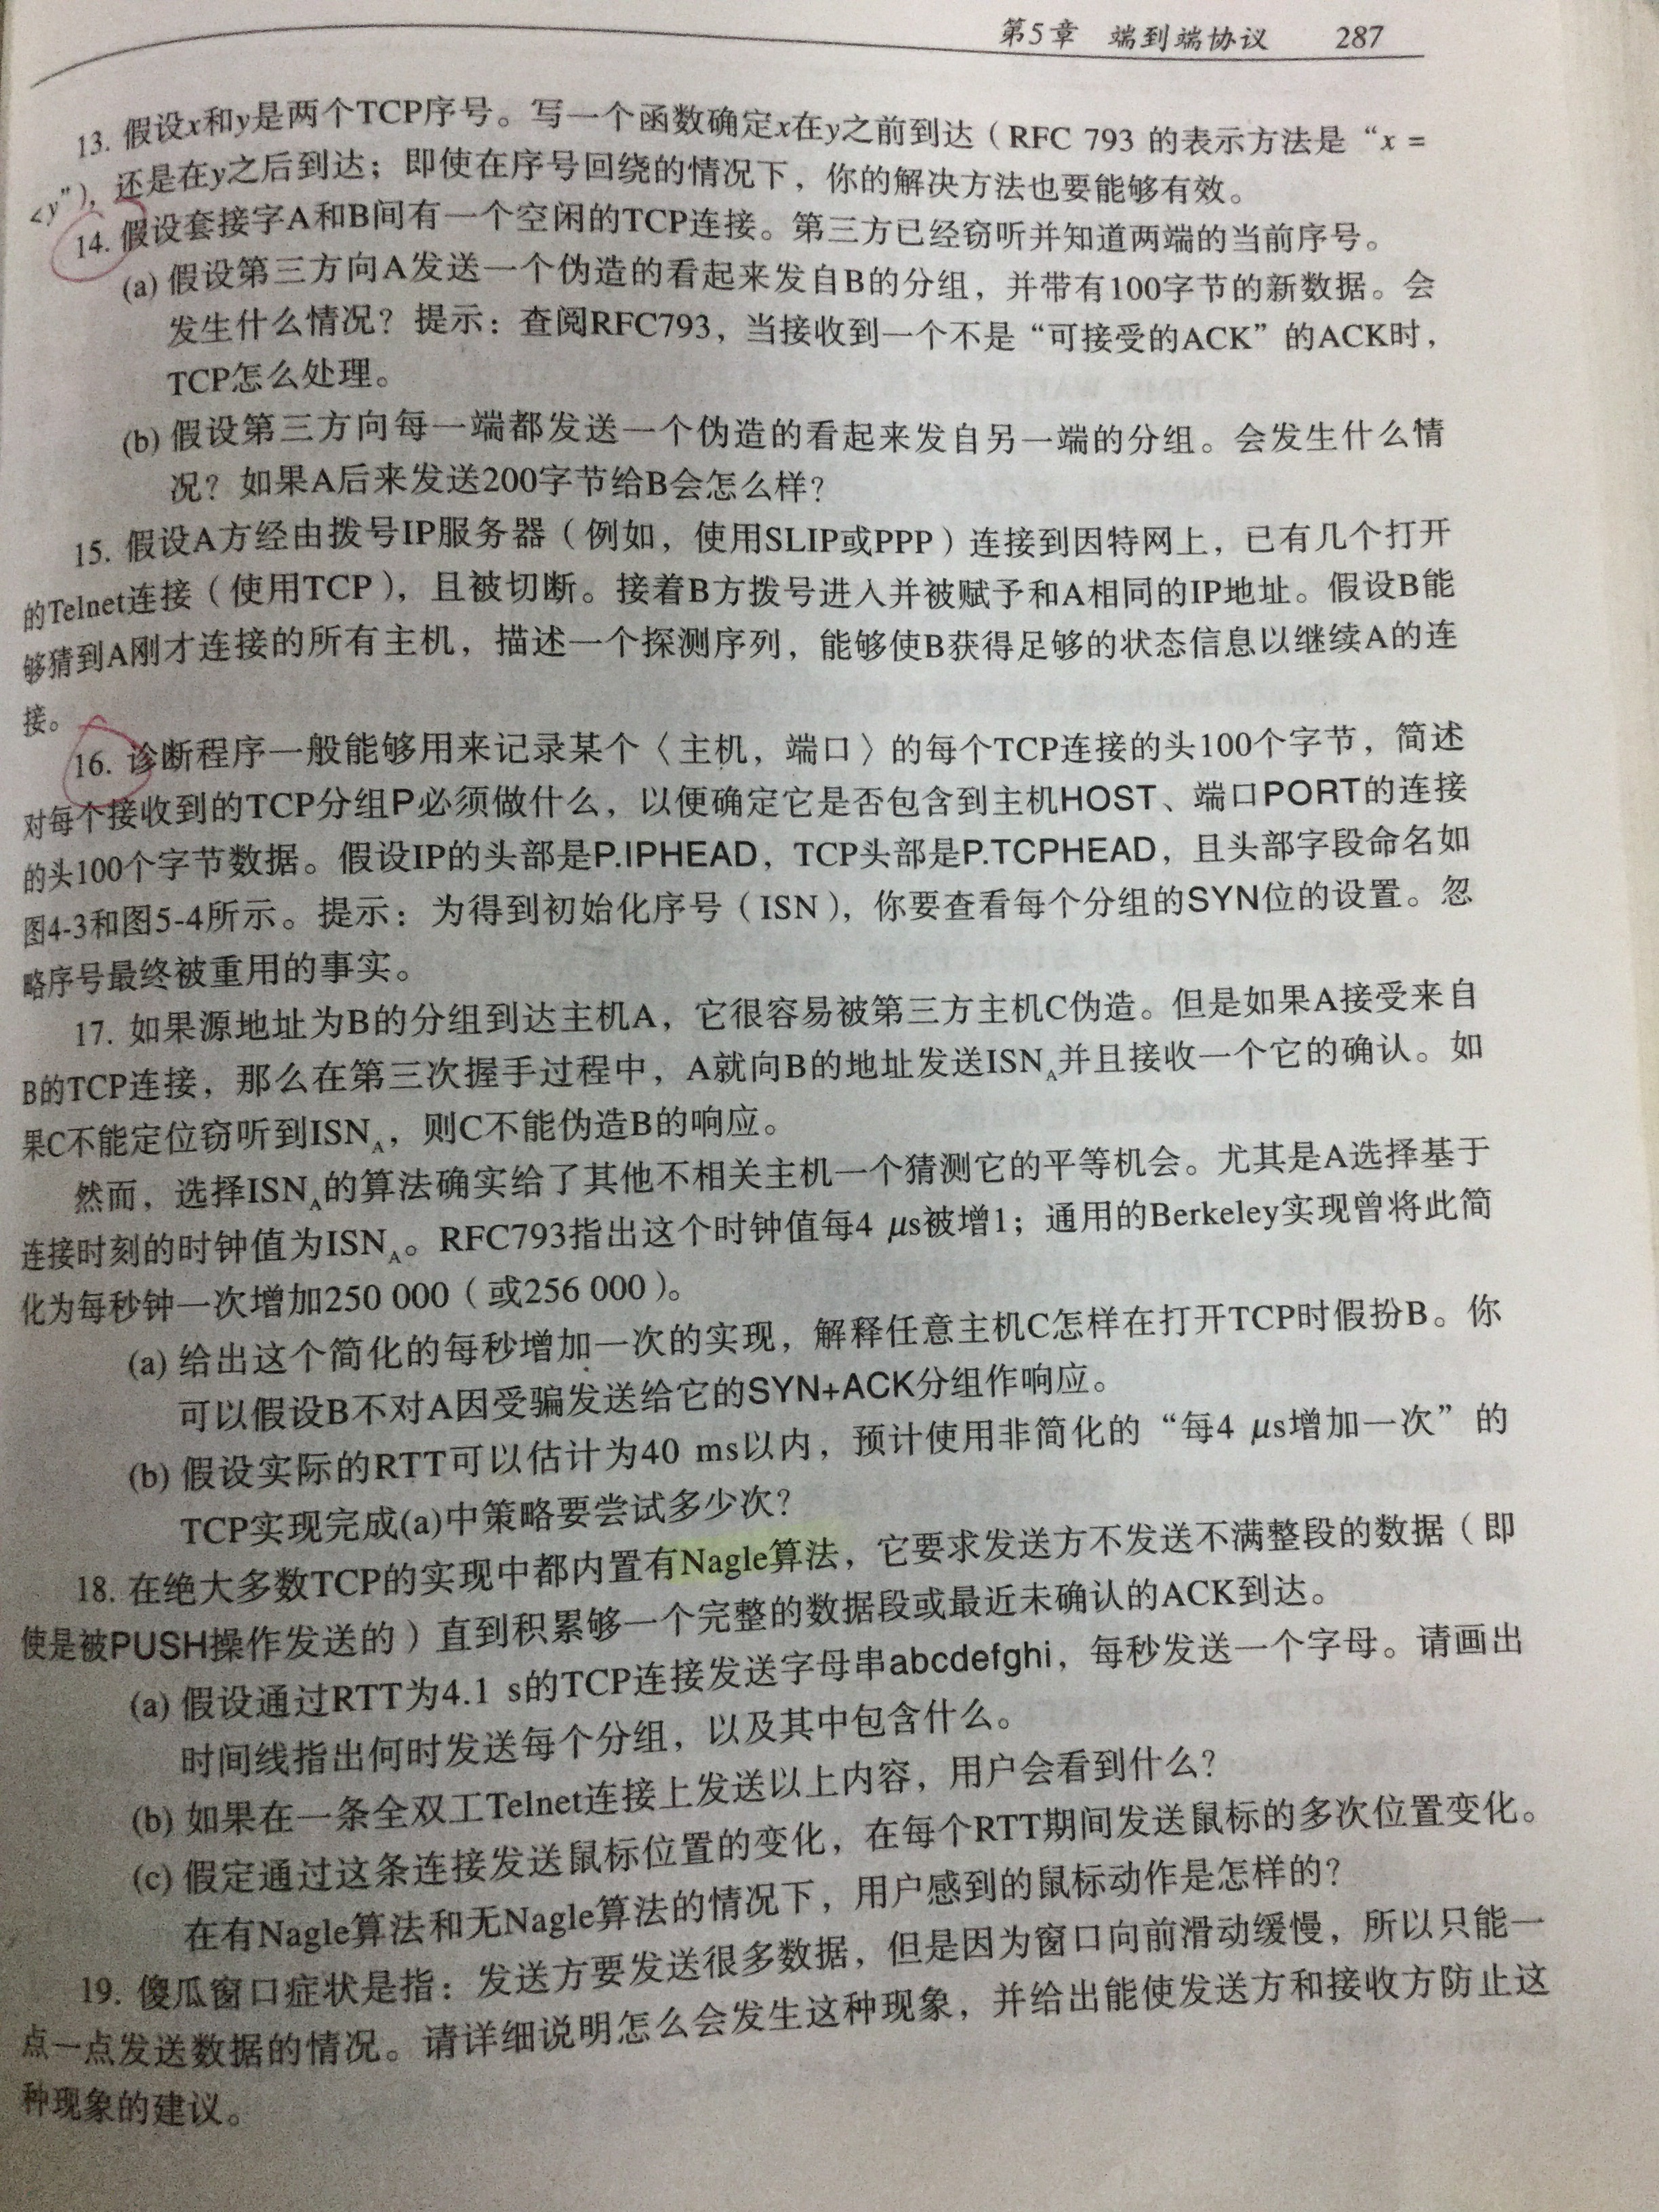 第5章 端到端协议 287
13. 假设x和y是两个TCP序号。写一个函数确定x在y之前到达（RFC 793 的表示方法是“x =
<y”），还是在y之后到达；即使在序号回绕的情况下，你的解决方法也要能够有效。
14. 假设套接字A和B间有一个空闲的TCP连接。第三方已经窃听并知道两端的当前序号。
(a) 假设第三方向A发送一个伪造的看起来发自B的分组，并带有100字节的新数据。会
发生什么情况？提示：查阅RFC793，当接收到一个不是“可接受的ACK”的ACK时，
TCP怎么处理。
(b) 假设第三方向每一端都发送一个伪造的看起来发自另一端的分组。会发生什么情
况？如果A后来发送200字节给B会怎么样？
15. 假设A方经由拨号IP服务器（例如，使用SLIP或PPP）连接到因特网上，已有几个打开
的Telnet连接（使用TCP），且被切断。接着B方拨号进入并被赋予和A相同的IP地址。假设B能
够猜到A刚才连接的所有主机，描述一个探测序列，能够使B获得足够的状态信息以继续A的连
接。
16. 诊断程序一般能够用来记录某个〈主机，端口〉的每个TCP连接的头100个字节，简述
对每个接收到的TCP分组P必须做什么，以便确定它是否包含到主机HOST、端口PORT的连接
的头100个字节数据。假设IP的头部是P.IPHEAD，TCP头部是P.TCPHEAD，且头部字段命名如
图4-3和图5-4所示。提示：为得到初始化序号（ISN），你要查看每个分组的SYN位的设置。忽
略序号最终被重用的事实。
17. 如果源地址为B的分组到达主机A，它很容易被第三方主机C伪造。但是如果A接受来自
B的TCP连接，那么在第三次握手过程中，A就向B的地址发送ISNA并且接收一个它的确认。如
果C不能定位窃听到ISNA，则C不能伪造B的响应。
然而，选择ISNA的算法确实给了其他不相关主机一个猜测它的平等机会。尤其是A选择基于
连接时刻的时钟值为ISNA。RFC793指出这个时钟值每4 μs被增1；通用的Berkeley实现曾将此简
化为每秒钟一次增加250 000（或256 000）。
(a) 给出这个简化的每秒增加一次的实现，解释任意主机C怎样在打开TCP时假扮B。你
可以假设B不对A因受骗发送给它的SYN+ACK分组作响应。
(b) 假设实际的RTT可以估计为40 ms以内，预计使用非简化的“每4 μs增加一次”的
TCP实现完成(a)中策略要尝试多少次？
18. 在绝大多数TCP的实现中都内置有Nagle算法，它要求发送方不发送不满整段的数据（即
使是被PUSH操作发送的）直到积累够一个完整的数据段或最近未确认的ACK到达。
(a) 假设通过RTT为4.1 s的TCP连接发送字母串abcdefghi，每秒发送一个字母。请画出
时间线指出何时发送每个分组，以及其中包含什么。
(b) 如果在一条全双工Telnet连接上发送以上内容，用户会看到什么？
(c) 假定通过这条连接发送鼠标位置的变化，在每个RTT期间发送鼠标的多次位置变化。
在有Nagle算法和无Nagle算法的情况下，用户感到的鼠标动作是怎样的？
19. 傻瓜窗口症状是指：发送方要发送很多数据，但是因为窗口向前滑动缓慢，所以只能一
点一点发送数据的情况。请详细说明怎么会发生这种现象，并给出能使发送方和接收方防止这
种现象的建议。